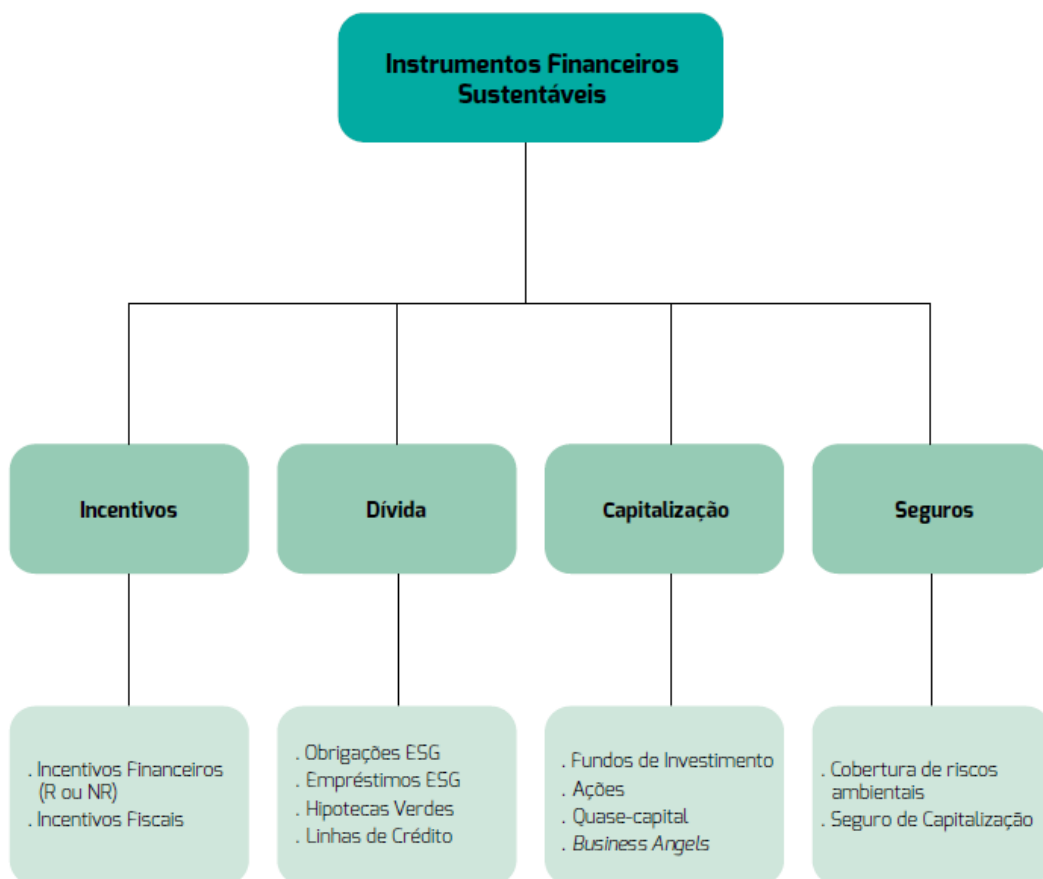 Instrumentos Financeiros
Sustentáveis
Incentivos
Dívida
Capitalização
Seguros
. Incentivos Financeiros
(R ou NR)
. Incentivos Fiscais
. Obrigações ESG
. Empréstimos ESG
. Hipotecas Verdes
. Linhas de Crédito
. Fundos de Investimento
. Ações
. Quase-capital
. Business Angels
. Cobertura de riscos
ambientais
. Seguro de Capitalização